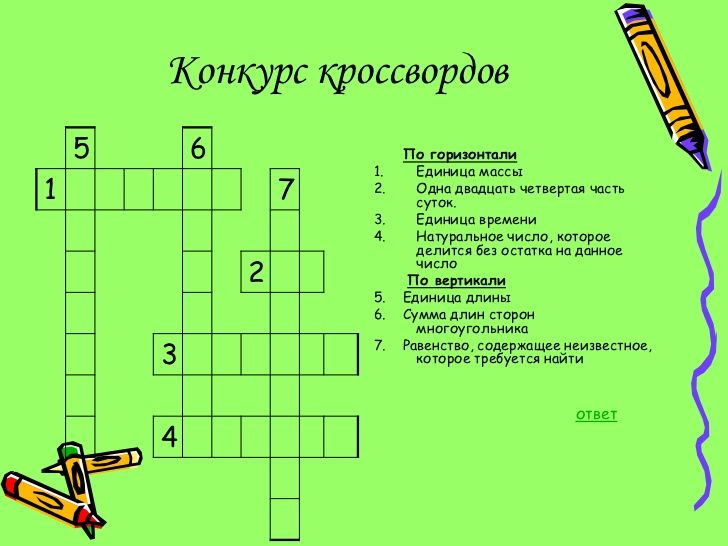 Конкурс кроссвордов
5 6
1 7
2
3
4
По горизонтали
1. Единица массы
2. Одна двадцать четвертая часть
суток.
3. Единица времени
4. Натуральное число, которое
делится без остатка на данное
число
По вертикали
5. Единица длины
6. Сумма длин сторон
многоугольника
7. Равенство, содержащее неизвестное,
которое требуется найти
ответ